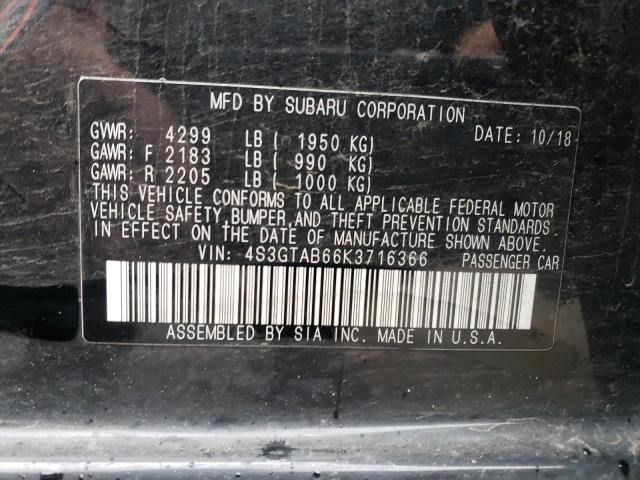 MFD BY SUBARU CORPORATION
GVWR: 4299 LB ( 1950 KG) DATE: 10/18
GAWR: F 2183 LB ( 990 KG)
GAWR: R 2205 LB ( 1000 KG)
THIS VEHICLE CONFORMS TO ALL APPLICABLE FEDERAL MOTOR
VEHICLE SAFETY, BUMPER, AND THEFT PREVENTION STANDARDS
IN EFFECT ON THE DATE OF MANUFACTURE SHOWN ABOVE.
VIN: 4S3GTAB66K3716366 PASSENGER CAR
ASSEMBLED BY SIA INC. MADE IN U.S.A.